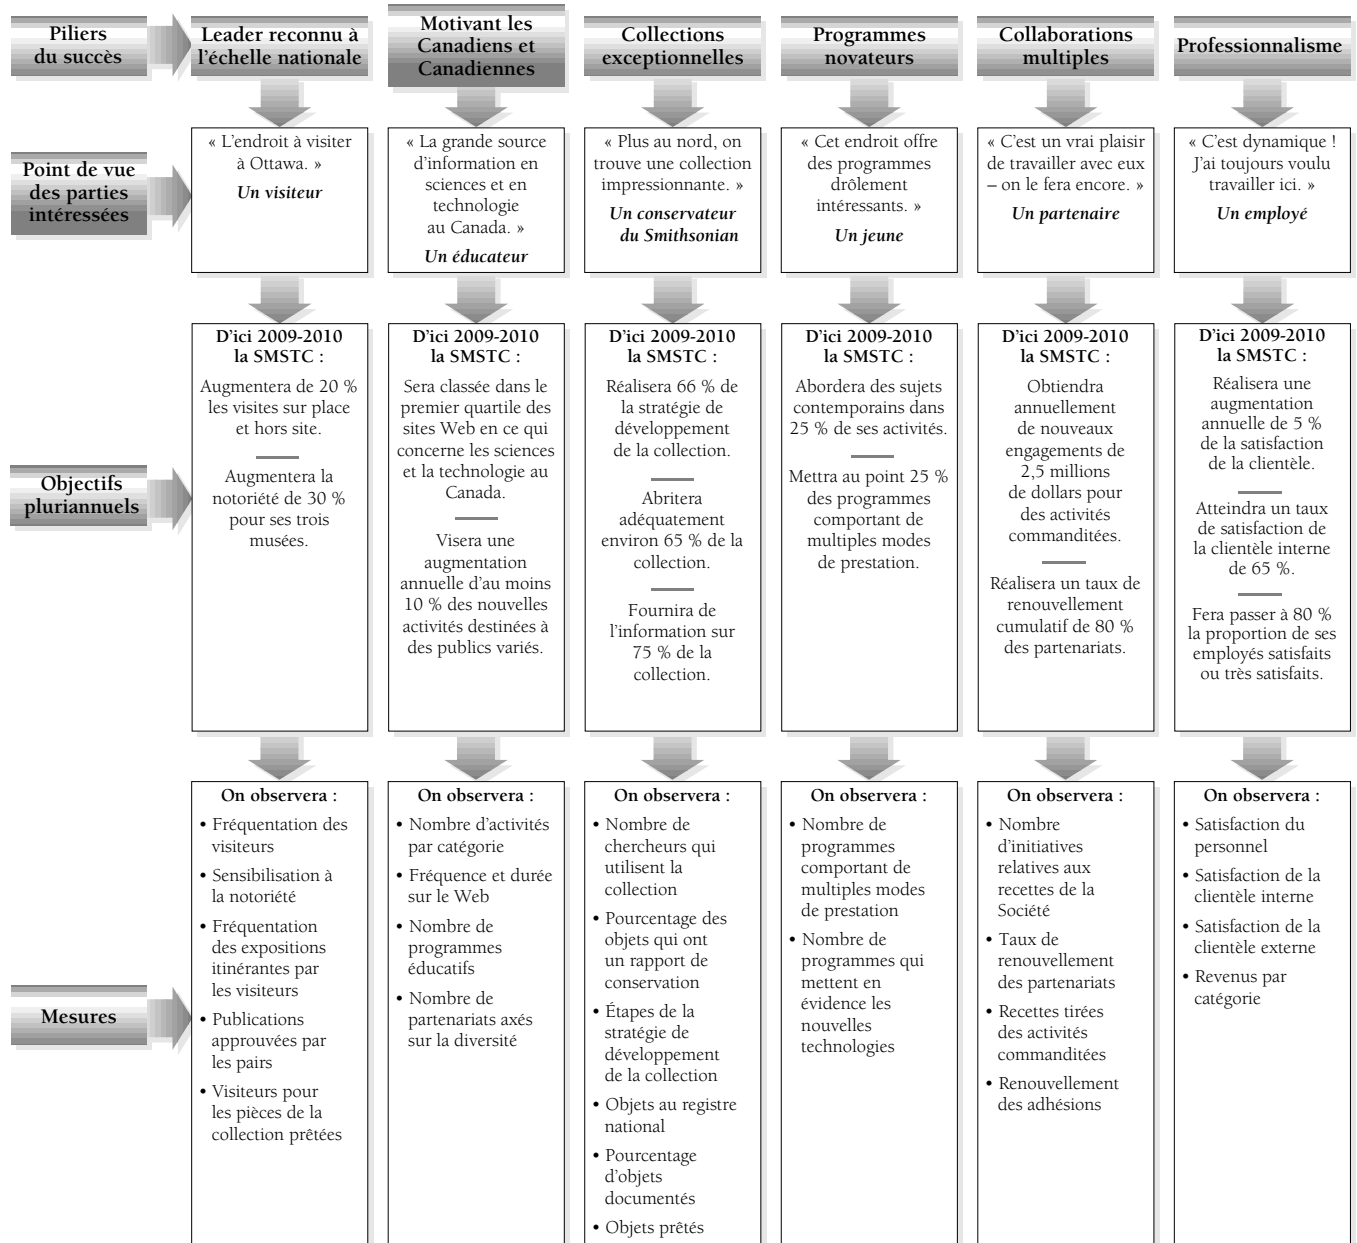 Piliers
du succès
Leader reconnu à
l'échelle nationale
Motivant les
Canadiens et
Canadiennes
Collections
exceptionnelles
Programmes
novateurs
Collaborations
multiples
Professionnalisme
Point de vue
des parties
intéressées
« L'endroit à visiter
à Ottawa. »
Un visiteur
« La grande source
d'information en
sciences et en
technologie
au Canada. »
Un éducateur
« Plus au nord, on
trouve une collection
impressionnante. »
Un conservateur
du Smithsonian
« Cet endroit offre
des programmes
drôlement
intéressants. »
Un jeune
« C'est un vrai plaisir
de travailler avec eux
– on le fera encore. »
Un partenaire
« C'est dynamique !
J'ai toujours voulu
travailler ici. »
Un employé
Objectifs
pluriannuels
D'ici 2009-2010
la SMSTC :
Augmentera de 20 %
les visites sur place
et hors site.
Augmentera la
notoriété de 30 %
pour ses trois
musées.
D'ici 2009-2010
la SMSTC :
Sera classée dans le
premier quartile des
sites Web en ce qui
concerne les sciences
et la technologie au
Canada.
Visera une
augmentation
annuelle d'au moins
10 % des nouvelles
activités destinées à
des publics variés.
D'ici 2009-2010
la SMSTC :
Réalisera 66 % de
la stratégie de
développement
de la collection.
Abritera
adéquatement
environ 65 % de la
collection.
Fournira de
l'information sur
75 % de la
collection.
D'ici 2009-2010
la SMSTC :
Abordera des sujets
contemporains dans
25 % de ses activités.
Mettra au point 25 %
des programmes
comportant de
multiples modes
de prestation.
D'ici 2009-2010
la SMSTC :
Obtiendra
annuellement
de nouveaux
engagements de
2,5 millions
de dollars pour
des activités
commanditées.
Réalisera un taux de
renouvellement
cumulatif de 80 %
des partenariats.
D'ici 2009-2010
la SMSTC :
Réalisera une
augmentation
annuelle de 5 %
de la satisfaction
de la clientèle.
Atteindra un taux
de satisfaction de
la clientèle interne
de 65 %.
Fera passer à 80 %
la proportion de ses
employés satisfaits
ou très satisfaits.
Mesures
On observera :
• Fréquentation des
visiteurs
• Sensibilisation à
la notoriété
• Fréquentation
des expositions
itinérantes par
les visiteurs
• Publications
approuvées par
les pairs
• Visiteurs pour
les pièces de la
collection prêtées
On observera :
• Nombre d'activités
par catégorie
• Fréquence et durée
sur le Web
• Nombre de
programmes
éducatifs
• Nombre de
partenariats axés
sur la diversité
On observera :
• Nombre de
chercheurs qui
utilisent la
collection
• Pourcentage des
objets qui ont
un rapport de
conservation
• Étapes de la
stratégie de
développement
de la collection
• Objets au registre
national
• Pourcentage
d'objets
documentés
• Objets prêtés
On observera :
• Nombre de
programmes
comportant de
multiples modes
de prestation
• Nombre de
programmes qui
mettent en
évidence les
nouvelles
technologies
On observera :
• Nombre
d'initiatives
relatives aux
recettes de la
Société
• Taux de
renouvellement
des partenariats
• Recettes tirées
des activités
commanditées
• Renouvellement
des adhésions
On observera :
• Satisfaction du
personnel
• Satisfaction de la
clientèle interne
• Satisfaction de la
clientèle externe
• Revenus par
catégorie